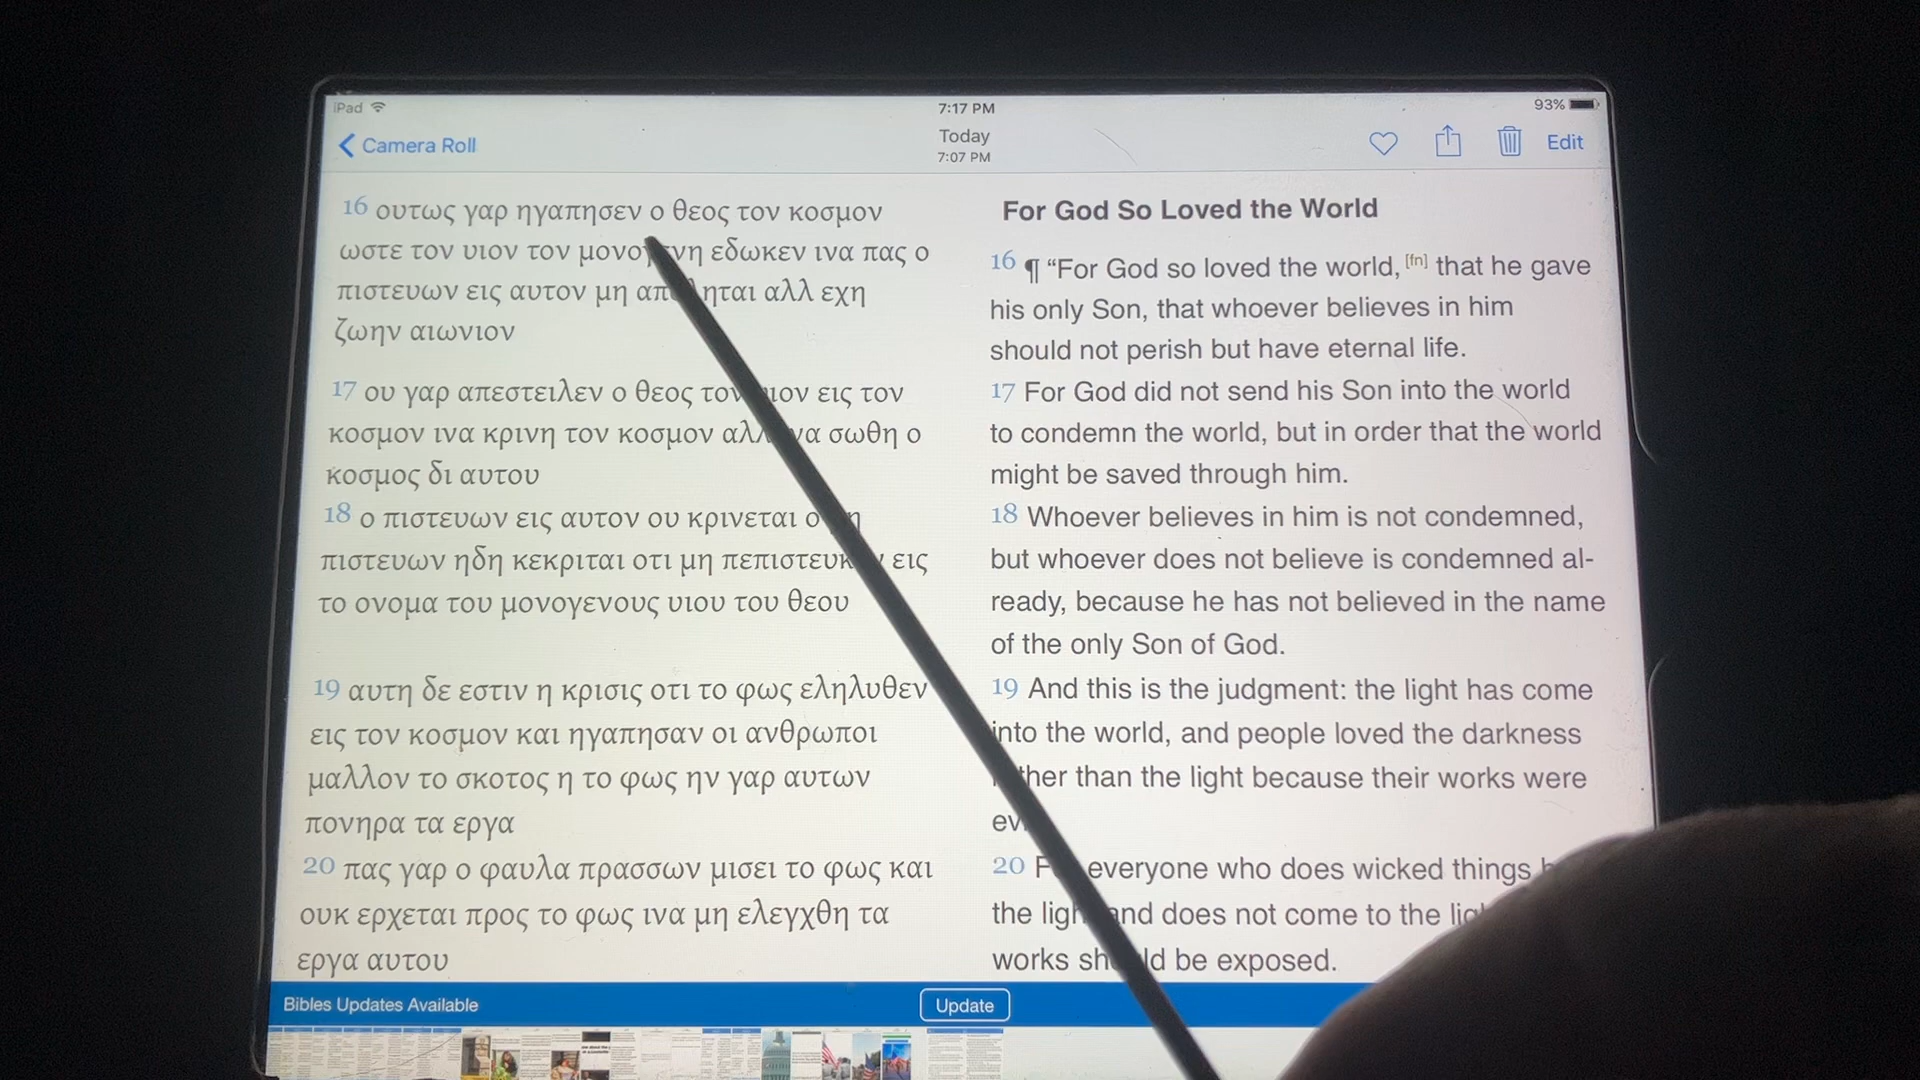 iPad
7:17 PM
93%
Camera Roll
Today
7:07 PM
Edit
16 ουτως γαρ ηγαπησεν ο θεος τον κοσμον
ωστε τον υιον τον εδωκεν ινα πας ο
πιστευων εις αυτον μη αλλ εχη
ζωην αιωνιον
17 ου γαρ απεστειλεν ο θεος εις τον
κοσμον ινα κρινη τον κοσμον σωθη ο
κοσμος δι αυτου
18 ο πιστευων εις αυτον ου κρινεται ο
πιστευων ηδη κεκριται οτι μη εις
το ονομα του μονογενους υιου του θεου
19 αυτη δε εστιν η κρισις οτι το φως εληλυθεν
εις τον κοσμον και ηγαπησαν οι ανθρωποι
μαλλον το σκοτος η το φως ην γαρ αυτων
πονηρα τα εργα
20 πας γαρ ο φαυλα πρασσων μισει το φως και
ουκ ερχεται προς το φως ινα μη ελεγχθη τα
εργα αυτου
For God So Loved the World
16 ¶ “For God so loved the world, [fn] that he gave
his only Son, that whoever believes in him
should not perish but have eternal life.
17 For God did not send his Son into the world
to condemn the world, but in order that the world
might be saved through him.
18 Whoever believes in him is not condemned,
but whoever does not believe is condemned al-
ready, because he has not believed in the name
of the only Son of God.
19 And this is the judgment: the light has come
into the world, and people loved the darkness
than the light because their works were
20 everyone who does wicked things
the and does not come to the
works be exposed.
Bibles Updates Available
Update